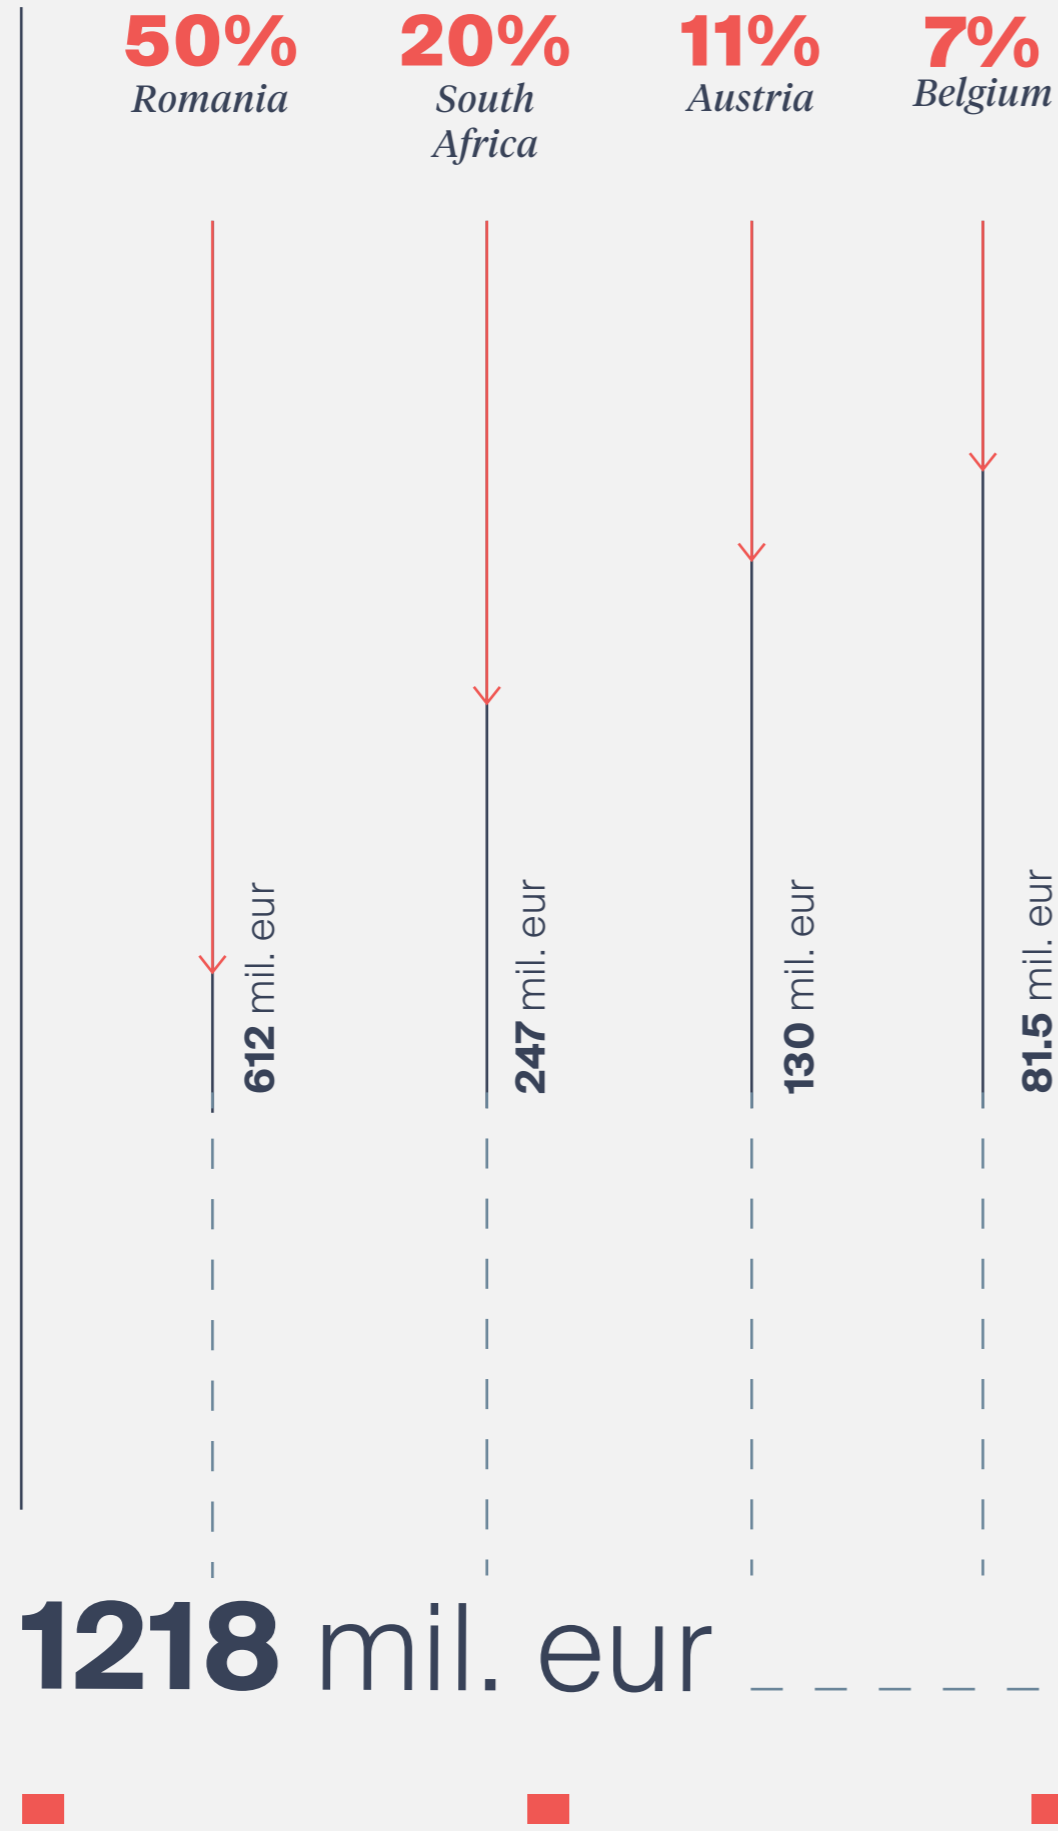 50%
Romania
20%
South
Africa
11%
Austria
7%
Belgium
612 mil. eur
247 mil. eur
130 mil. eur
81.5 mil. eur
1218 mil. eur